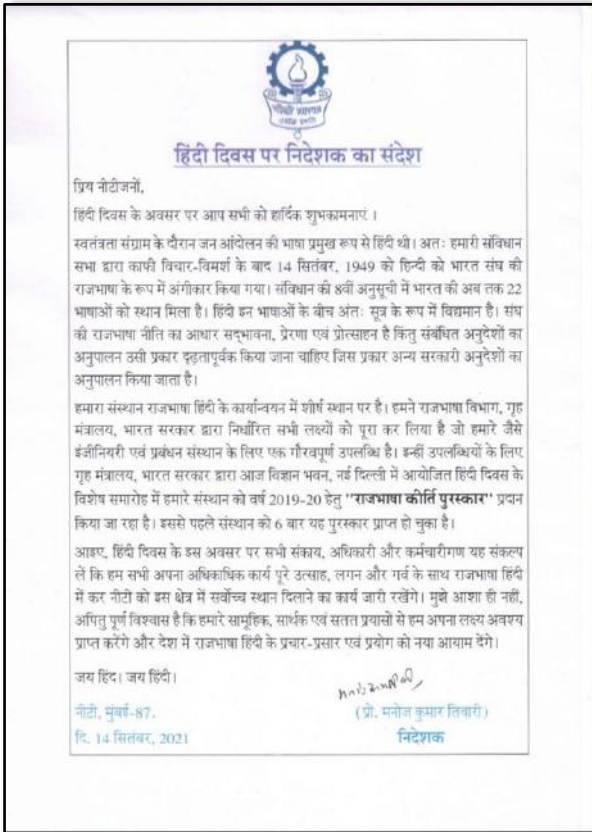 हिंदी दिवस पर निदेशक का संदेश
प्रिय नीटीजनों,
हिंदी दिवस के अवसर पर आप सभी को हार्दिक शुभकामनाएं ।
स्वतंत्रता संग्राम के दौरान जन आंदोलन की भाषा प्रमुख रूप से हिंदी थी। अतः हमारी संविधान
सभा द्वारा काफी विचार-विमर्श के बाद 14 सितंबर, 1949 को हिन्दी को भारत संघ की
राजभाषा के रूप में अंगीकार किया गया। संविधान की 8वीं अनुसूची में भारत की अब तक 22
भाषाओं को स्थान मिला है। हिंदी इन भाषाओं के बीच अंतः सूत्र के रूप में विद्यमान है। संघ
की राजभाषा नीति का आधार सद्भावना, प्रेरणा एवं प्रोत्साहन है किंतु संबंधित अनुदेशों का
अनुपालन उसी प्रकार दृढ़तापूर्वक किया जाना चाहिए जिस प्रकार अन्य सरकारी अनुदेशों का
अनुपालन किया जाता है।
हमारा संस्थान राजभाषा हिंदी के कार्यान्वयन में शीर्ष स्थान पर है। हमने राजभाषा विभाग, गृह
मंत्रालय, भारत सरकार द्वारा निर्धारित सभी लक्ष्यों को पूरा कर लिया है जो हमारे जैसे
इंजीनियरी एवं प्रबंधन संस्थान के लिए एक गौरवपूर्ण उपलब्धि है। इन्हीं उपलब्धियों के लिए
गृह मंत्रालय, भारत सरकार द्वारा आज विज्ञान भवन, नई दिल्ली में आयोजित हिंदी दिवस के
विशेष समारोह में हमारे संस्थान को वर्ष 2019-20 हेतु "राजभाषा कीर्ति पुरस्कार" प्रदान
किया जा रहा है। इससे पहले संस्थान को 6 बार यह पुरस्कार प्राप्त हो चुका है।
आइए, हिंदी दिवस के इस अवसर पर सभी संकाय, अधिकारी और कर्मचारीगण यह संकल्प
लें कि हम सभी अपना अधिकाधिक कार्य पूरे उत्साह, लगन और गर्व के साथ राजभाषा हिंदी
में कर नीटी को इस क्षेत्र में सर्वोच्च स्थान दिलाने का कार्य जारी रखेंगे। मुझे आशा ही नहीं,
अपितु पूर्ण विश्वास है कि हमारे सामूहिक, सार्थक एवं सतत प्रयासों से हम अपना लक्ष्य अवश्य
प्राप्त करेंगे और देश में राजभाषा हिंदी के प्रचार-प्रसार एवं प्रयोग को नया आयाम देंगे।
जय हिंद। जय हिंदी।
नीटी, मुंबई-87.
(प्रो. मनोज कुमार तिवारी)
दि. 14 सितंबर, 2021
निदेशक